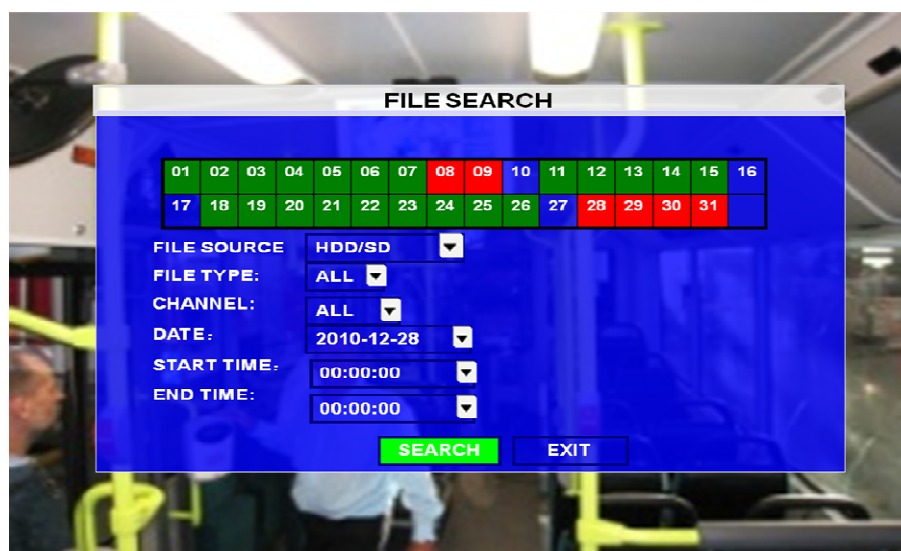 FILE SEARCH
01 02 03 04 05 06 07 08 09 10 11 12 13 14 15 16
17 18 19 20 21 22 23 24 25 26 27 28 29 30 31
FILE SOURCE HDD/SD
FILE TYPE: ALL
CHANNEL: ALL
DATE: 2010-12-28
START TIME: 00:00:00
END TIME: 00:00:00
SEARCH EXIT